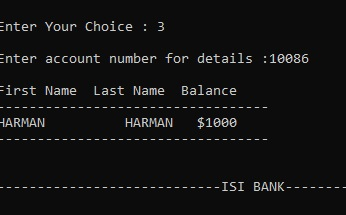 Enter Your Choice : 3
Enter account number for details :10086
First Name  Last Name  Balance
----------------------------------
HARMAN          HARMAN   $1000
----------------------------------
----------------------------ISI BANK--------